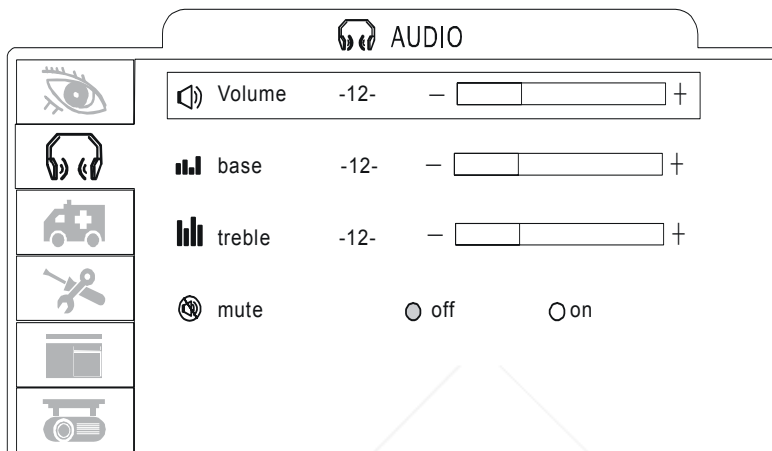 AUDIO
Volume -12- – +
base -12- – +
treble -12- – +
mute off on